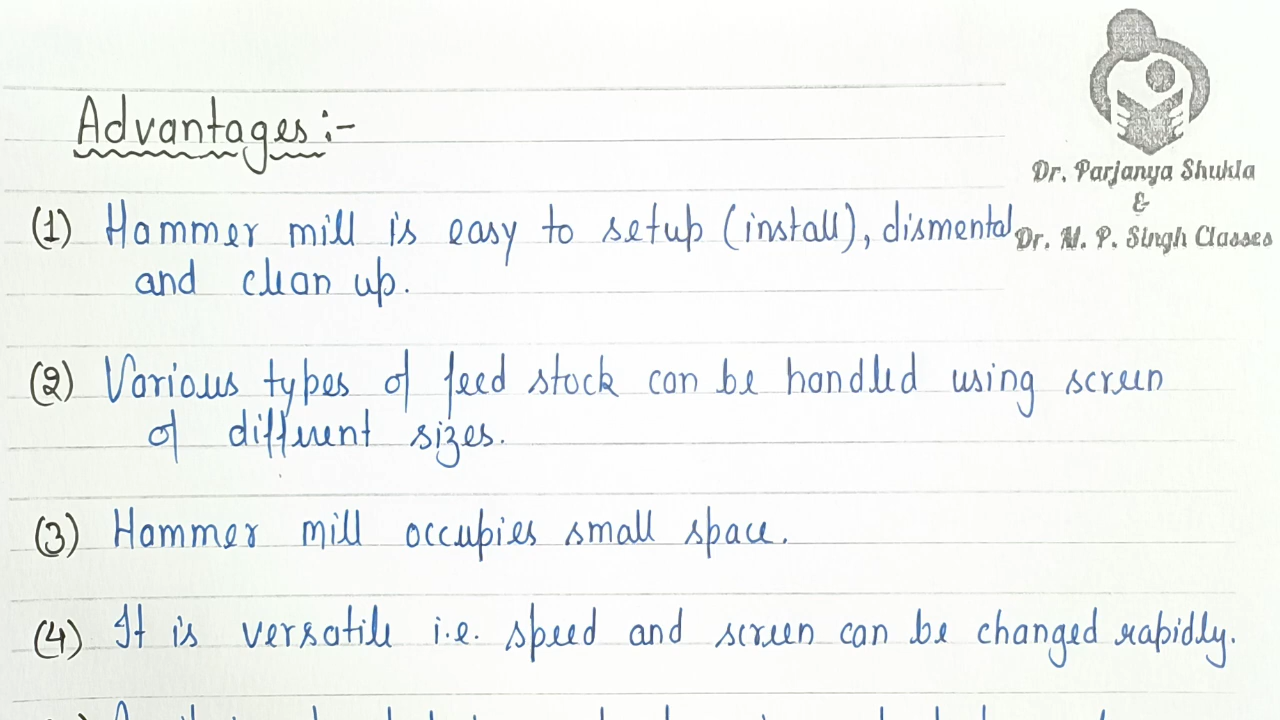 Advantages:-
Dr. Parjanya Shukla
&
Dr. M. P. Singh Classes
(1) Hammer mill is easy to setup (install), dismental
and clean up.
(2) Various types of feed stock can be handled using screen
of different sizes.
(3) Hammer mill occupies small space.
(4) It is versatile i.e. speed and screen can be changed rapidly.